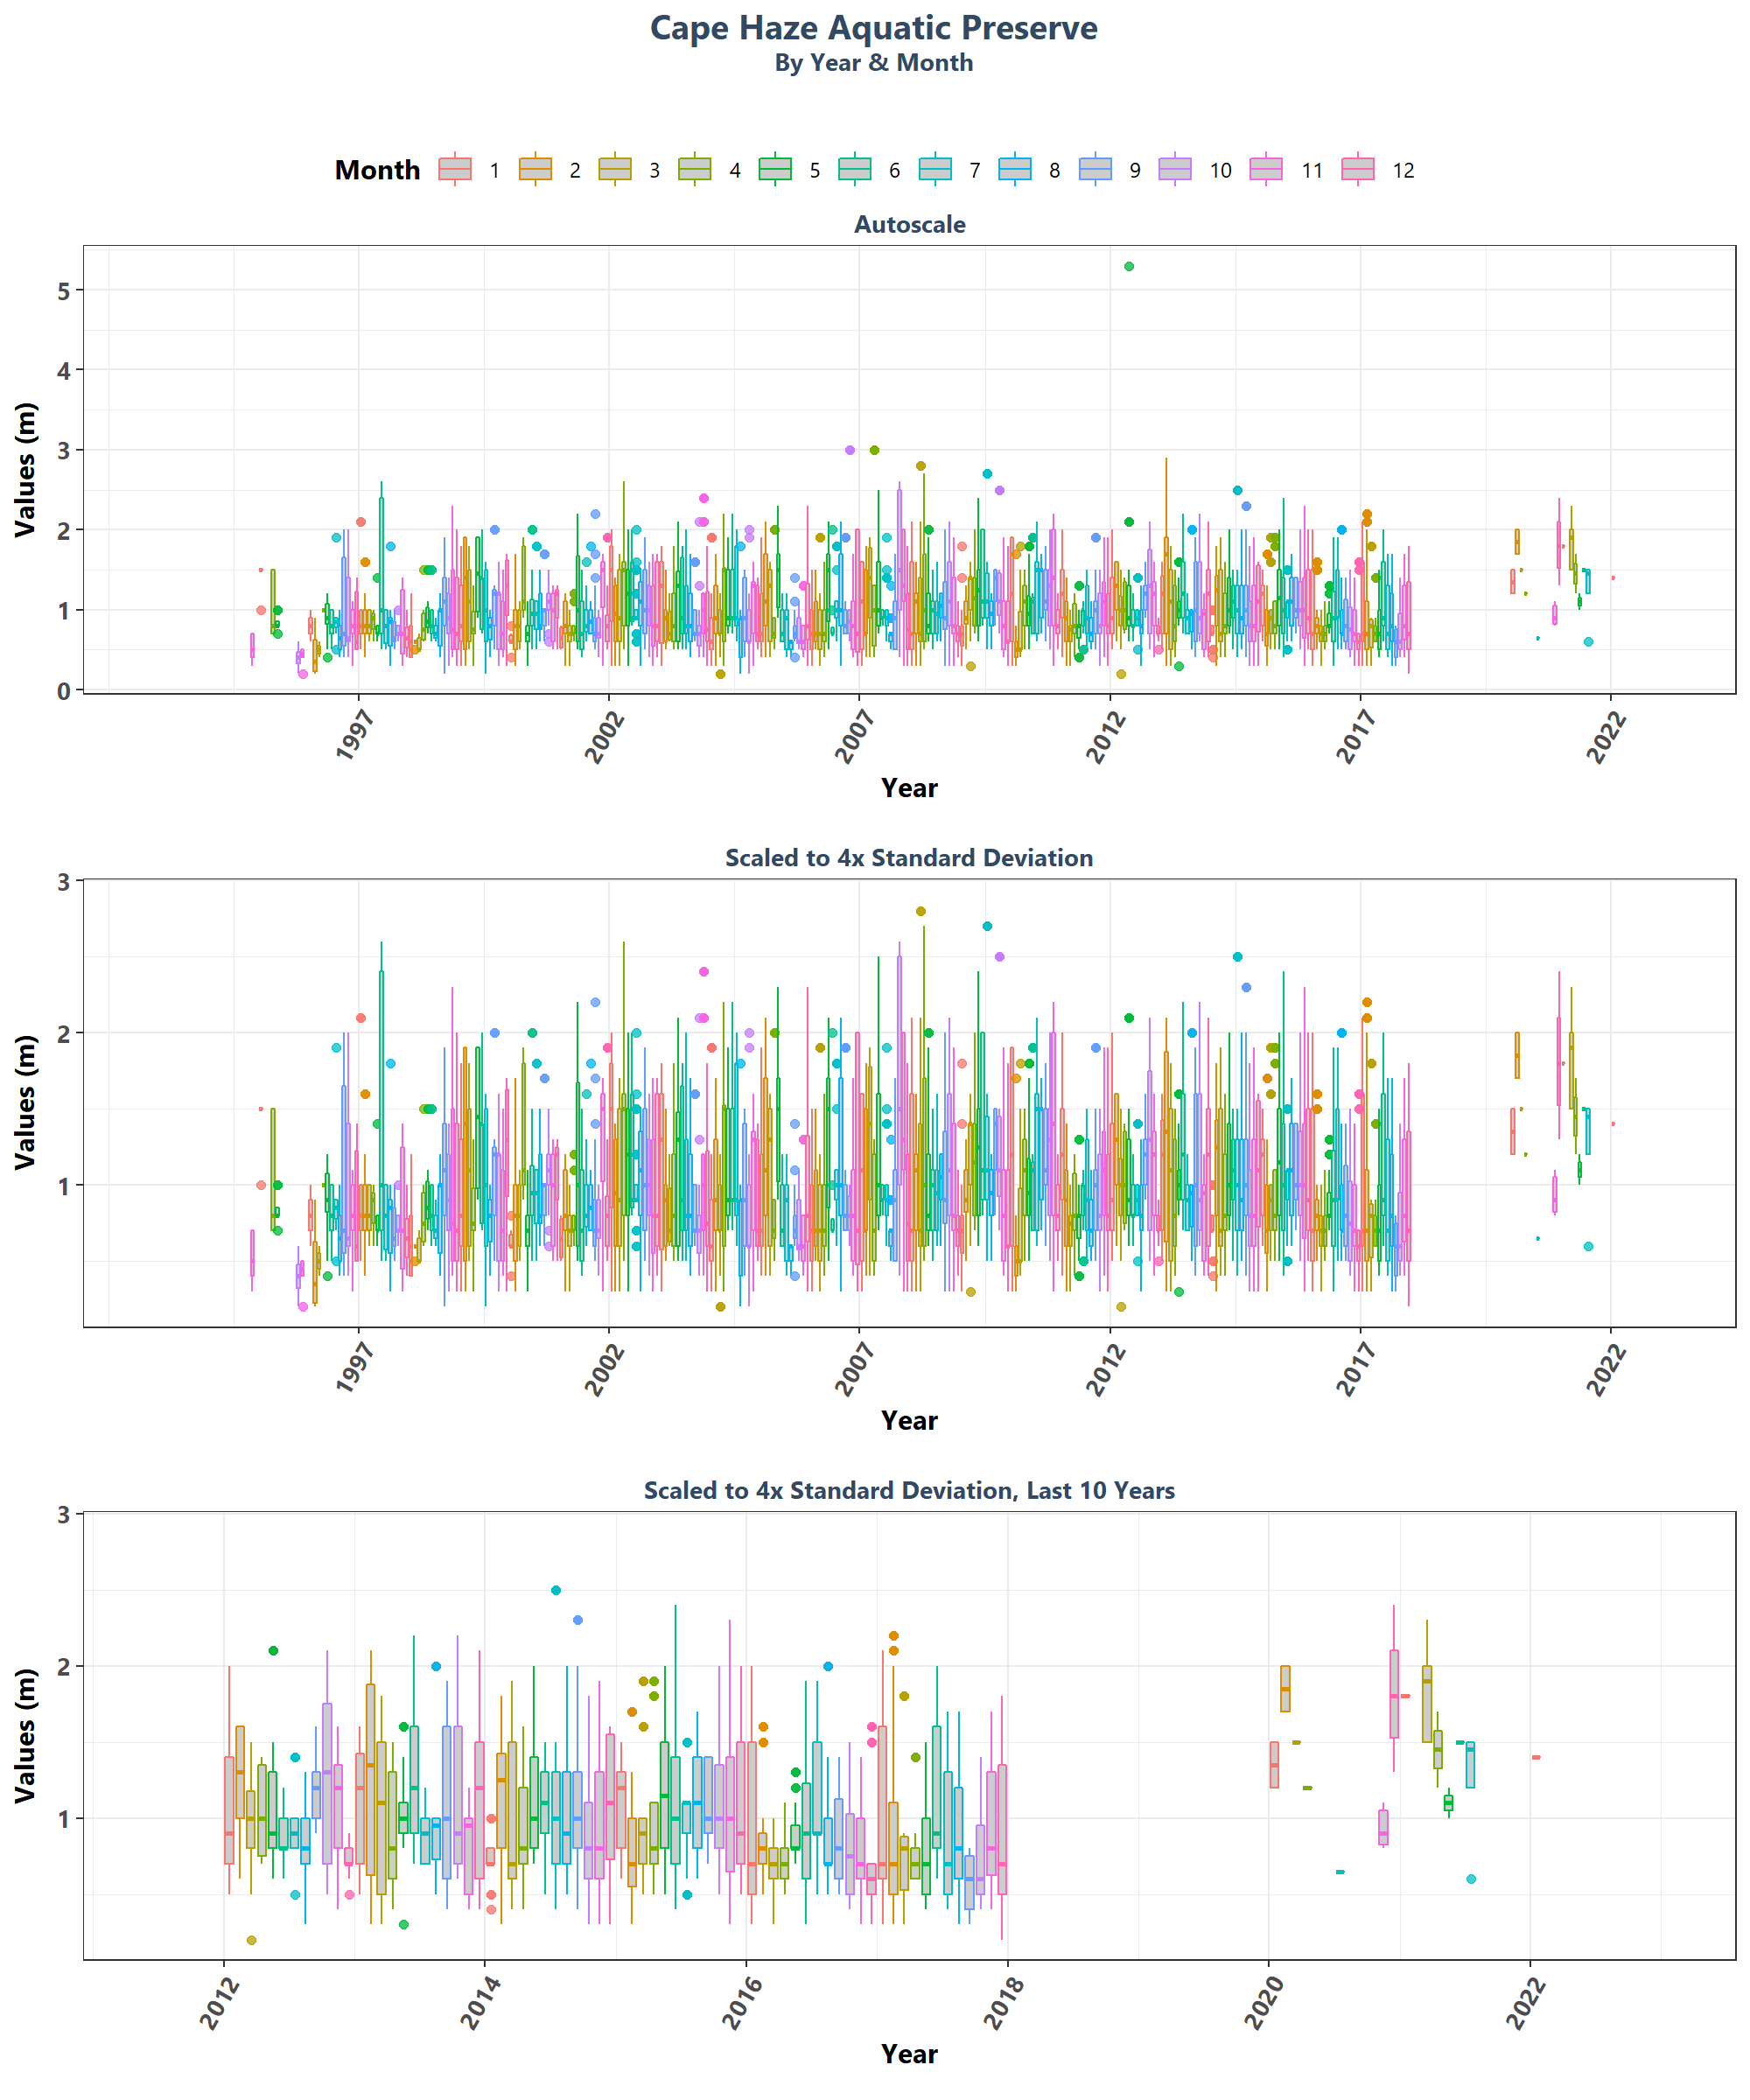 Cape Haze Aquatic Preserve
By Year & Month
Month 1 2 3 4 5 6 7 8 9 10 11 12
Autoscale
Values (m)
5
4
3
2
1
0
1997 2002 2007 2012 2017 2022
Year
Scaled to 4x Standard Deviation
Values (m)
3
2
1
1997 2002 2007 2012 2017 2022
Year
Scaled to 4x Standard Deviation, Last 10 Years
Values (m)
3
2
1
2012 2014 2016 2018 2020 2022
Year